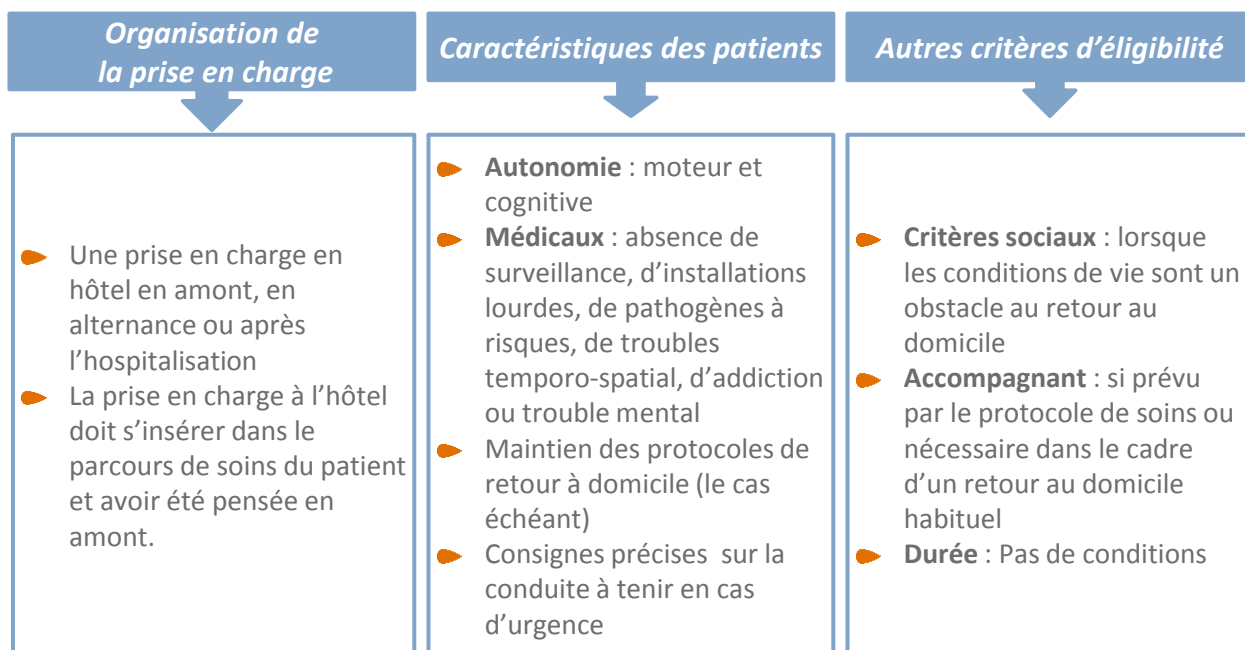 Organisation de
la prise en charge
Une prise en charge en
hôtel en amont, en
alternance ou après
l’hospitalisation
La prise en charge à l’hôtel
doit s’insérer dans le
parcours de soins du patient
et avoir été pensée en
amont.
Caractéristiques des patients
Autonomie : moteur et
cognitive
Médicaux : absence de
surveillance, d’installations
lourdes, de pathogènes à
risques, de troubles
temporo-spatial, d’addiction
ou trouble mental
Maintien des protocoles de
retour à domicile (le cas
échéant)
Consignes précises  sur la
conduite à tenir en cas
d’urgence
Autres critères d’éligibilité
Critères sociaux : lorsque
les conditions de vie sont un
obstacle au retour au
domicile
Accompagnant : si prévu
par le protocole de soins ou
nécessaire dans le cadre
d’un retour au domicile
habituel
Durée : Pas de conditions